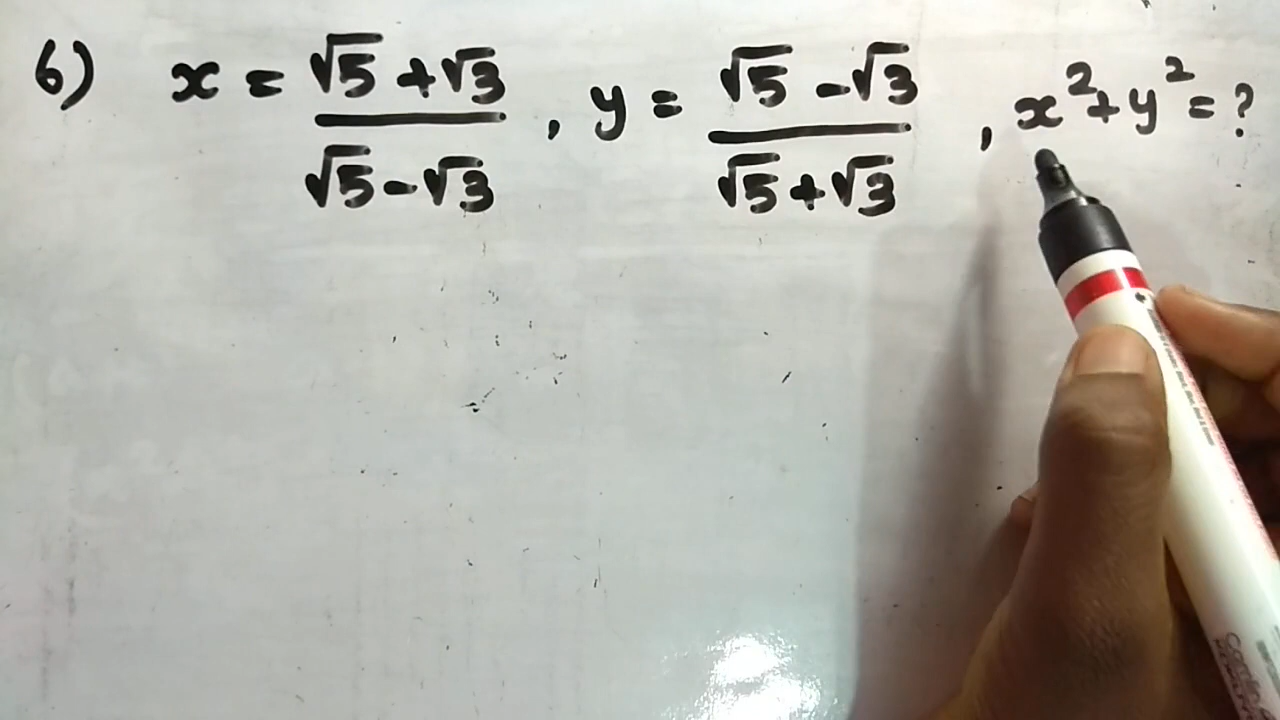 6) x = √5 + √3 / √5 - √3 , y = √5 - √3 / √5 + √3 , x² + y² = ?